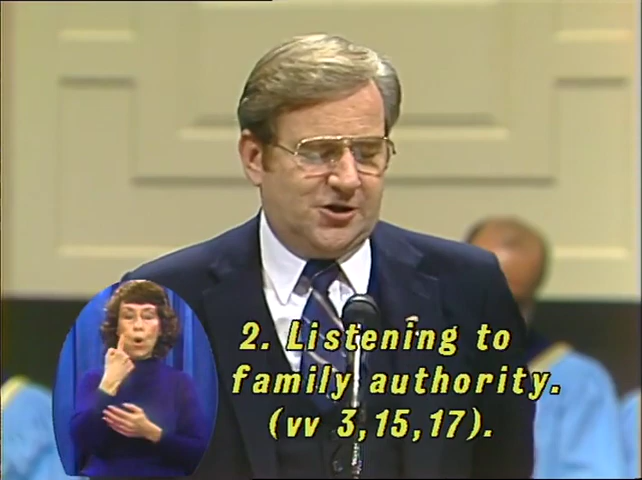 2. Listening to
family authority.
(vv 3,15,17).